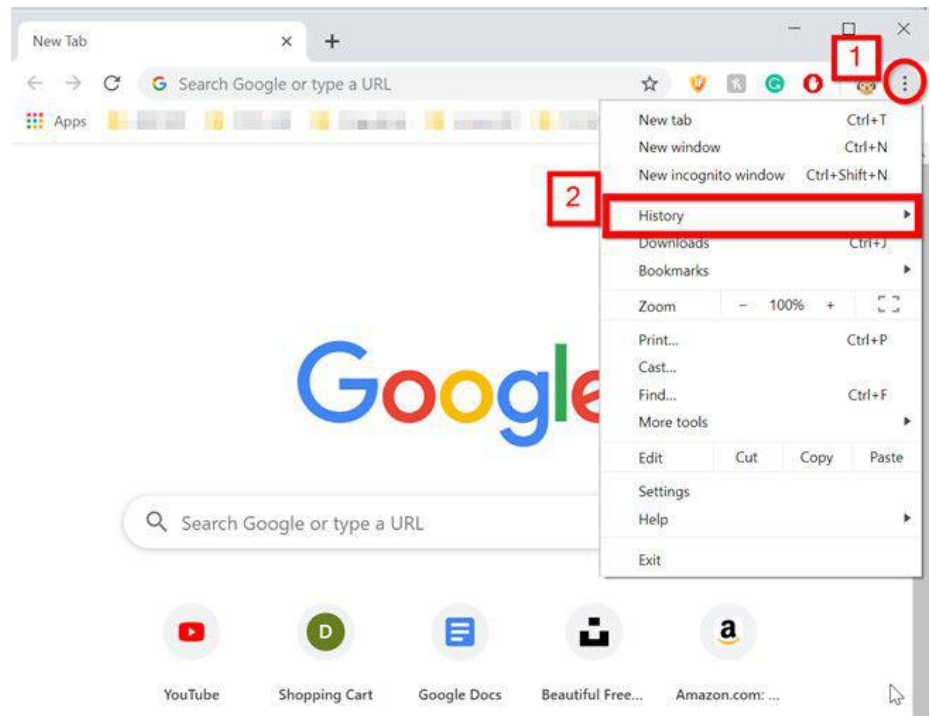 New Tab
1
Search Google or type a URL
Apps
New tab Ctrl+T
New window Ctrl+N
New incognito window Ctrl+Shift+N
2
History
Downloads Ctrl+J
Bookmarks
Zoom - 100% +
Print... Ctrl+P
Cast...
Find... Ctrl+F
More tools
Edit Cut Copy Paste
Settings
Help
Exit
Google
Search Google or type a URL
D
a
YouTube Shopping Cart Google Docs Beautiful Free... Amazon.com: ...